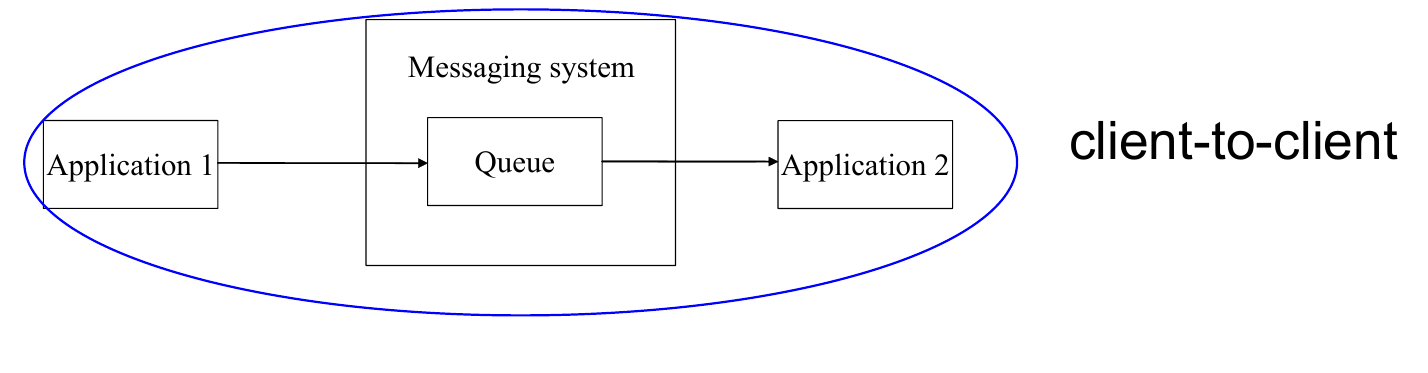 Messaging system
Application 1
Queue
Application 2
client-to-client